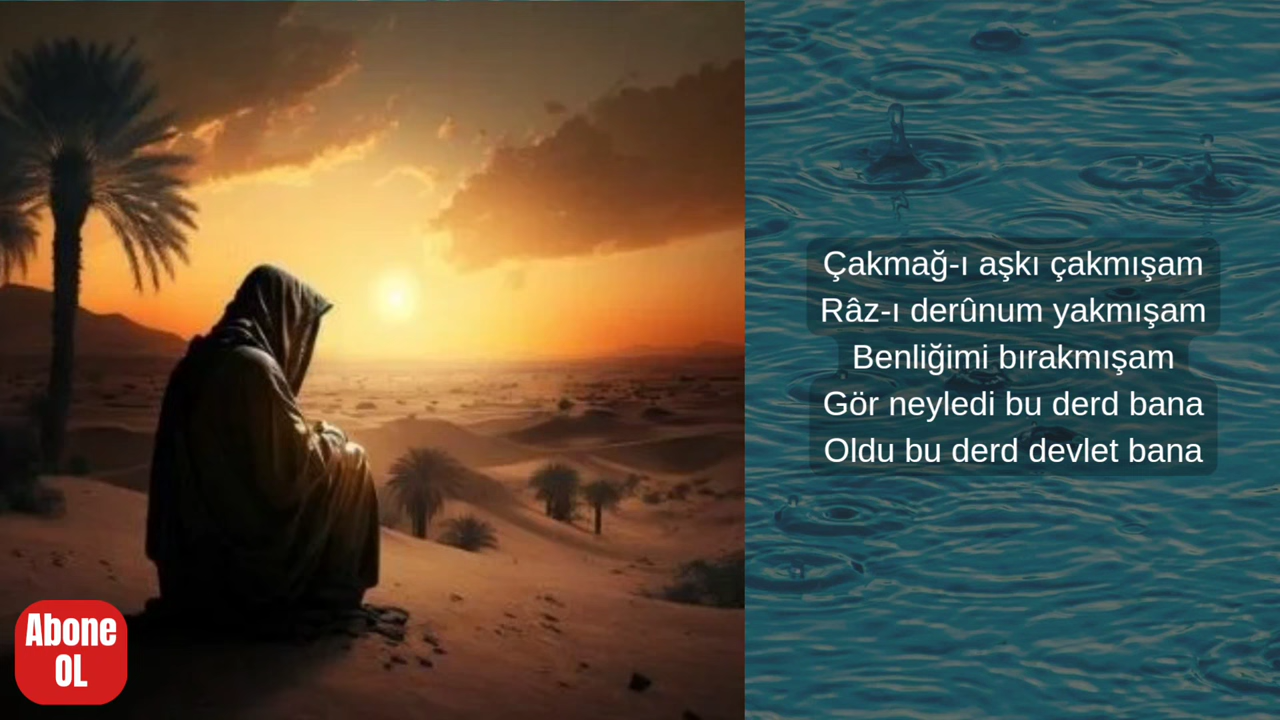 Çakmağ-ı aşkı çakmışam
Râz-ı derûnum yakmışam
Benliğimi bırakmışam
Gör neyledi bu derd bana
Oldu bu derd devlet bana
Abone
OL